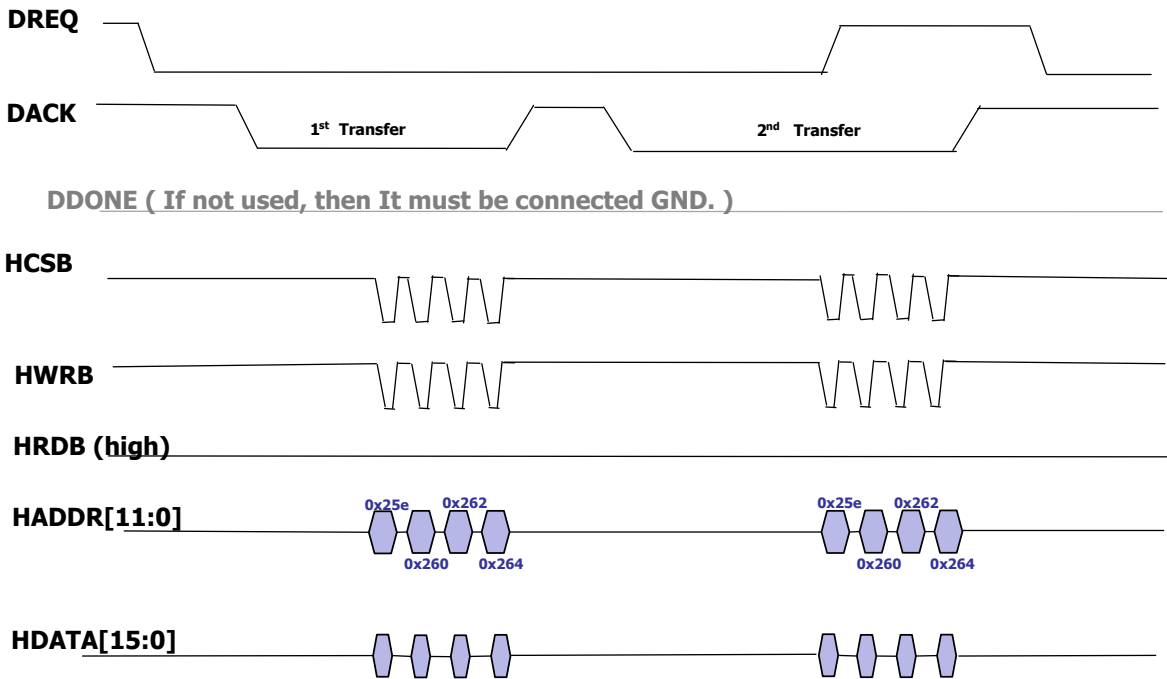 DREQ
DACK
1st Transfer
2nd Transfer
DDONE ( If not used, then It must be connected GND. )
HCSB
HWRB
HRDB (high)
0x25e
0x262
0x25e
0x262
HADDR[11:0]
0x260
0x264
0x260
0x264
HDATA[15:0]